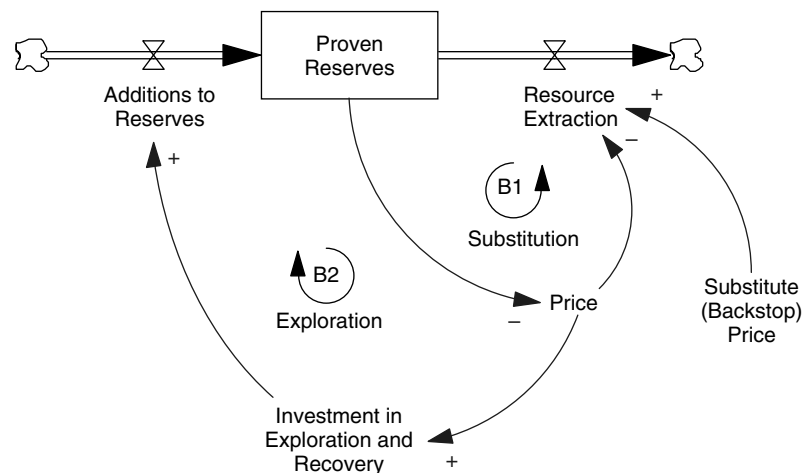 Proven
Reserves
Additions to
Reserves
Resource
Extraction
+
–
+
B1
Substitution
B2
Exploration
Price
–
Substitute
(Backstop)
Price
Investment in
Exploration and
Recovery
+